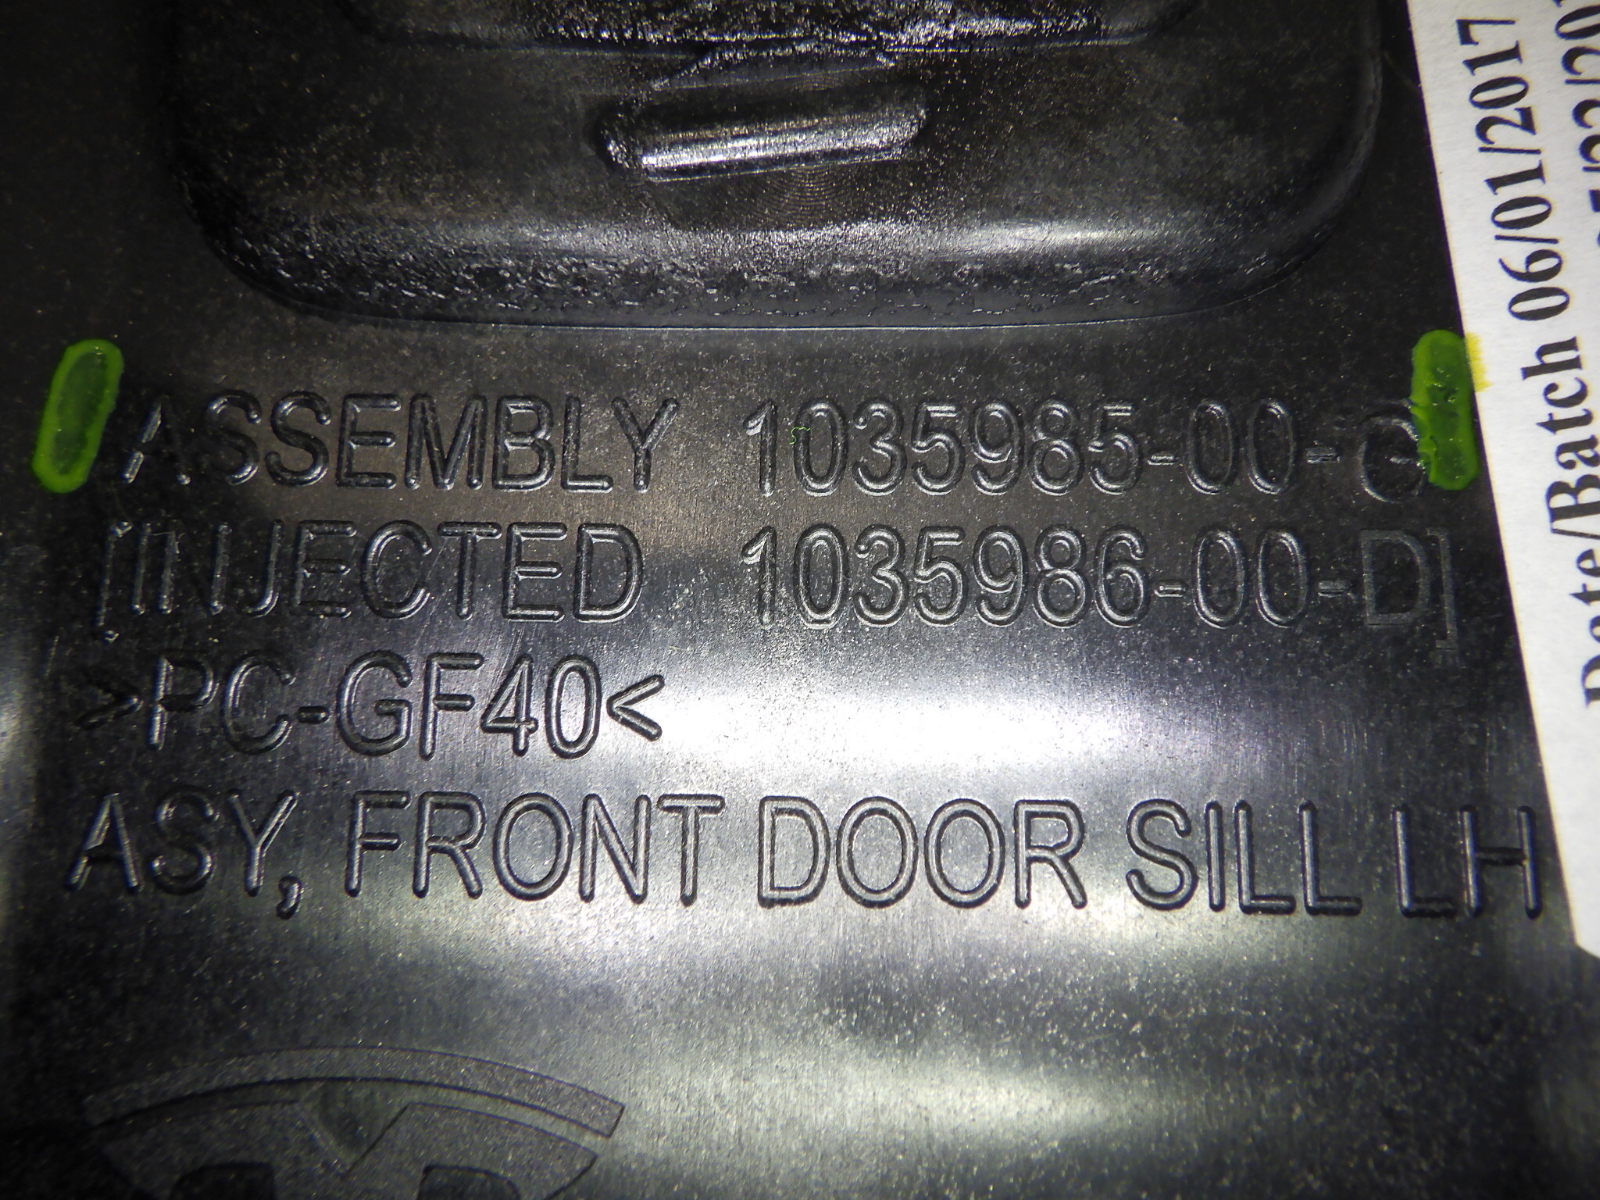 ASSEMBLY 1035985-00-G
[INJECTED 1035986-00-D]
>PC-GF40<
ASY, FRONT DOOR SILL LH
Date/Batch 06/01/2017